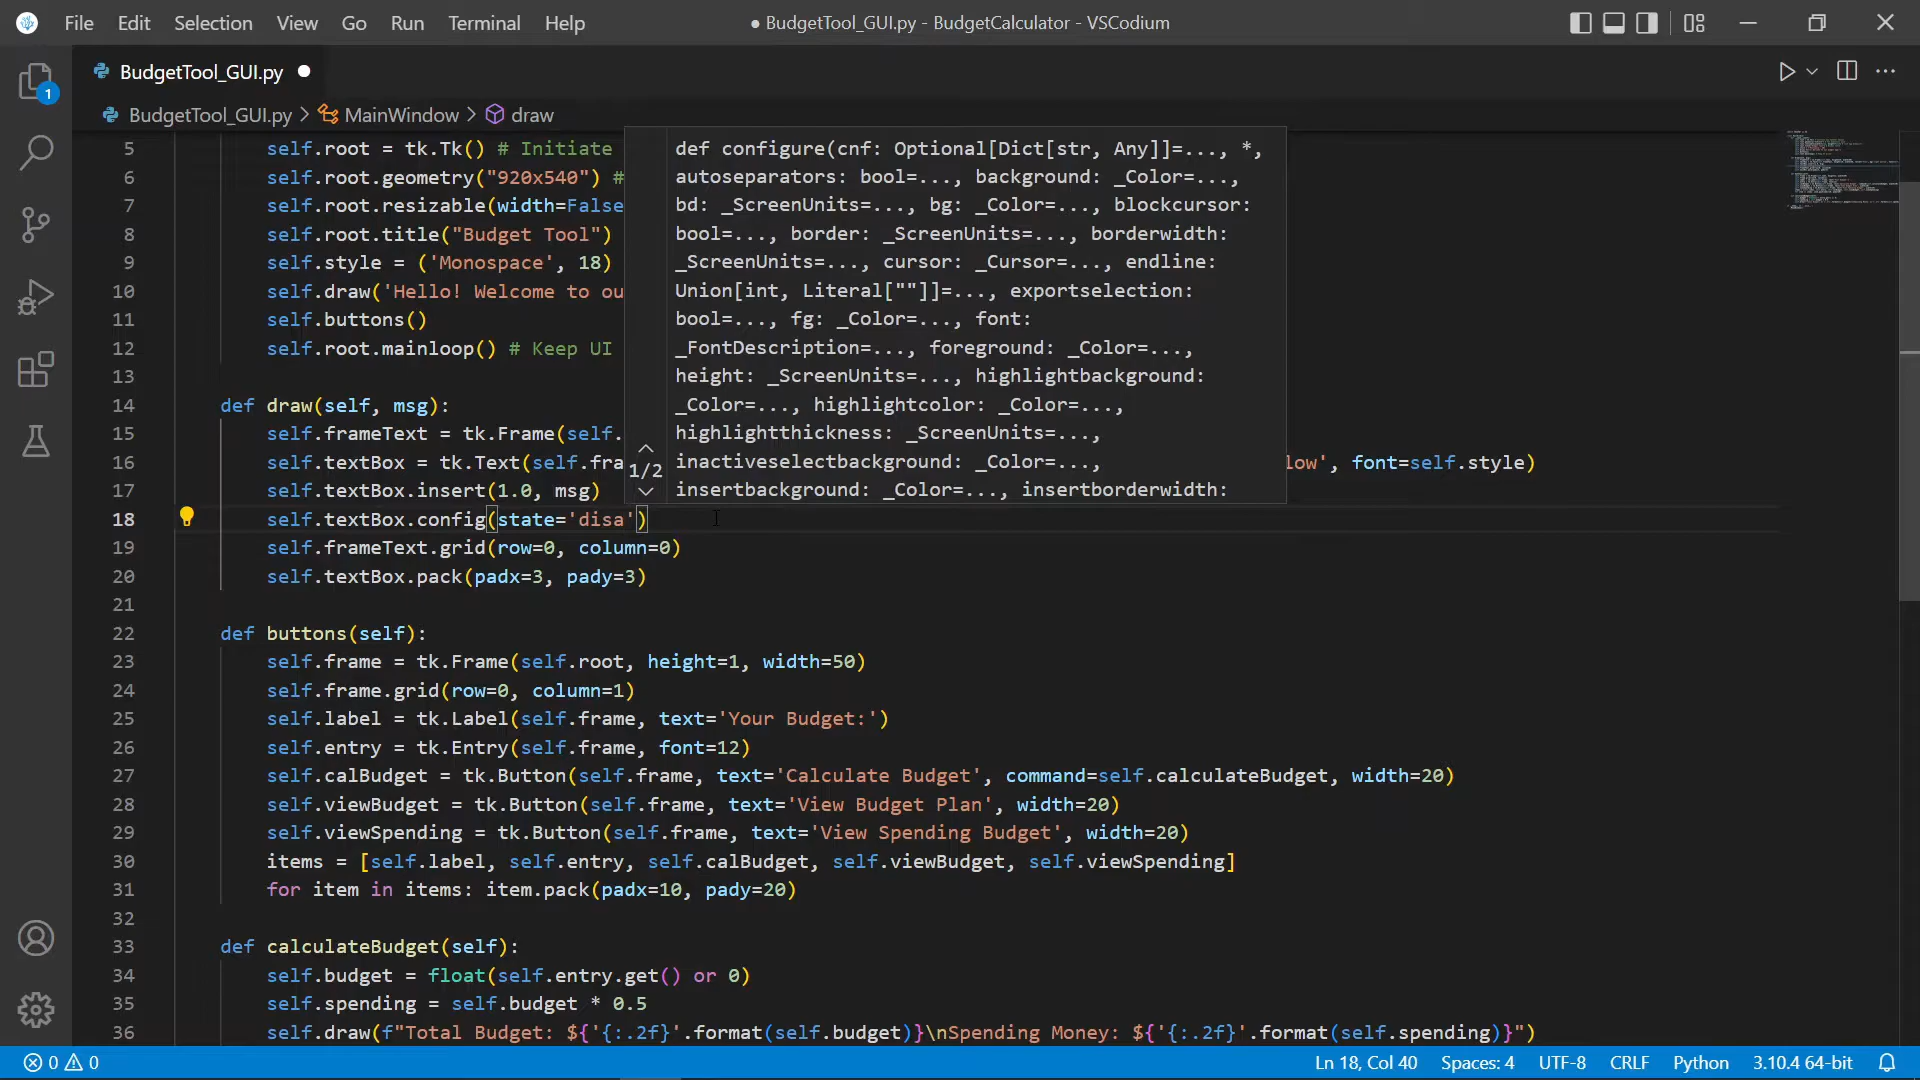 File Edit Selection View Go Run Terminal Help
● BudgetTool_GUI.py - BudgetCalculator - VSCodium
1
BudgetTool_GUI.py
BudgetTool_GUI.py > MainWindow > draw
5 self.root = tk.Tk() # Initiate
6 self.root.geometry("920x540") #
7 self.root.resizable(width=False
8 self.root.title("Budget Tool")
9 self.style = ('Monospace', 18)
10 self.draw('Hello! Welcome to ou
11 self.buttons()
12 self.root.mainloop() # Keep UI
13
14 def draw(self, msg):
15 self.frameText = tk.Frame(self.
16 self.textBox = tk.Text(self.fra low', font=self.style)
17 self.textBox.insert(1.0, msg)
18 self.textBox.config(state='disa')
19 self.frameText.grid(row=0, column=0)
20 self.textBox.pack(padx=3, pady=3)
21
22 def buttons(self):
23 self.frame = tk.Frame(self.root, height=1, width=50)
24 self.frame.grid(row=0, column=1)
25 self.label = tk.Label(self.frame, text='Your Budget:')
26 self.entry = tk.Entry(self.frame, font=12)
27 self.calBudget = tk.Button(self.frame, text='Calculate Budget', command=self.calculateBudget, width=20)
28 self.viewBudget = tk.Button(self.frame, text='View Budget Plan', width=20)
29 self.viewSpending = tk.Button(self.frame, text='View Spending Budget', width=20)
30 items = [self.label, self.entry, self.calBudget, self.viewBudget, self.viewSpending]
31 for item in items: item.pack(padx=10, pady=20)
32
33 def calculateBudget(self):
34 self.budget = float(self.entry.get() or 0)
35 self.spending = self.budget * 0.5
36 self.draw(f"Total Budget: ${'{:.2f}'.format(self.budget)}\nSpending Money: ${'{:.2f}'.format(self.spending)}")
1/2
def configure(cnf: Optional[Dict[str, Any]]=..., *,
autoseparators: bool=..., background: _Color=...,
bd: _ScreenUnits=..., bg: _Color=..., blockcursor:
bool=..., border: _ScreenUnits=..., borderwidth:
_ScreenUnits=..., cursor: _Cursor=..., endline:
Union[int, Literal[""]]=..., exportselection:
bool=..., fg: _Color=..., font:
_FontDescription=..., foreground: _Color=...,
height: _ScreenUnits=..., highlightbackground:
_Color=..., highlightcolor: _Color=...,
highlightthickness: _ScreenUnits=...,
inactiveselectbackground: _Color=...,
insertbackground: _Color=..., insertborderwidth:
0 0
Ln 18, Col 40 Spaces: 4 UTF-8 CRLF Python 3.10.4 64-bit